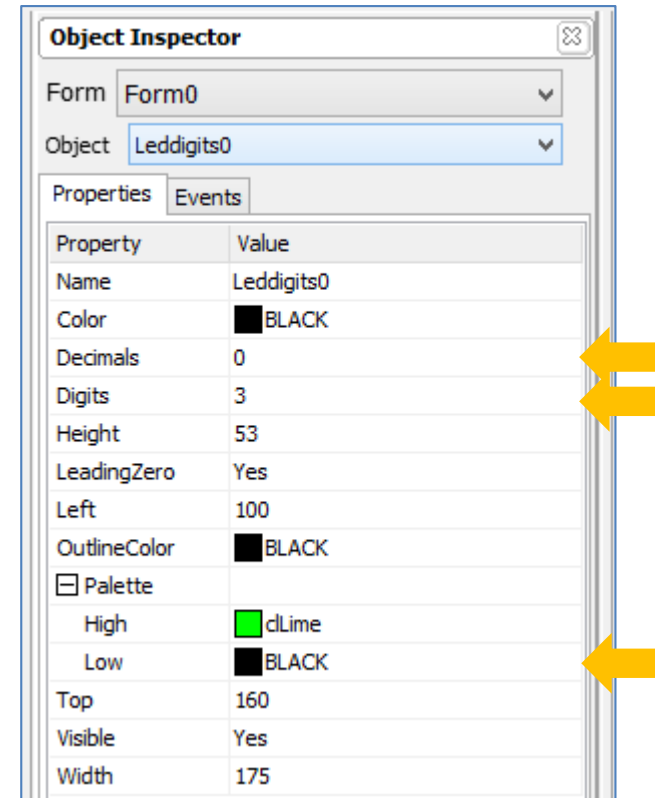 Object Inspector
Form Form0
Object Leddigits0
Properties Events
Property Value
Name Leddigits0
Color BLACK
Decimals 0
Digits 3
Height 53
LeadingZero Yes
Left 100
OutlineColor BLACK
Palette
High clLime
Low BLACK
Top 160
Visible Yes
Width 175